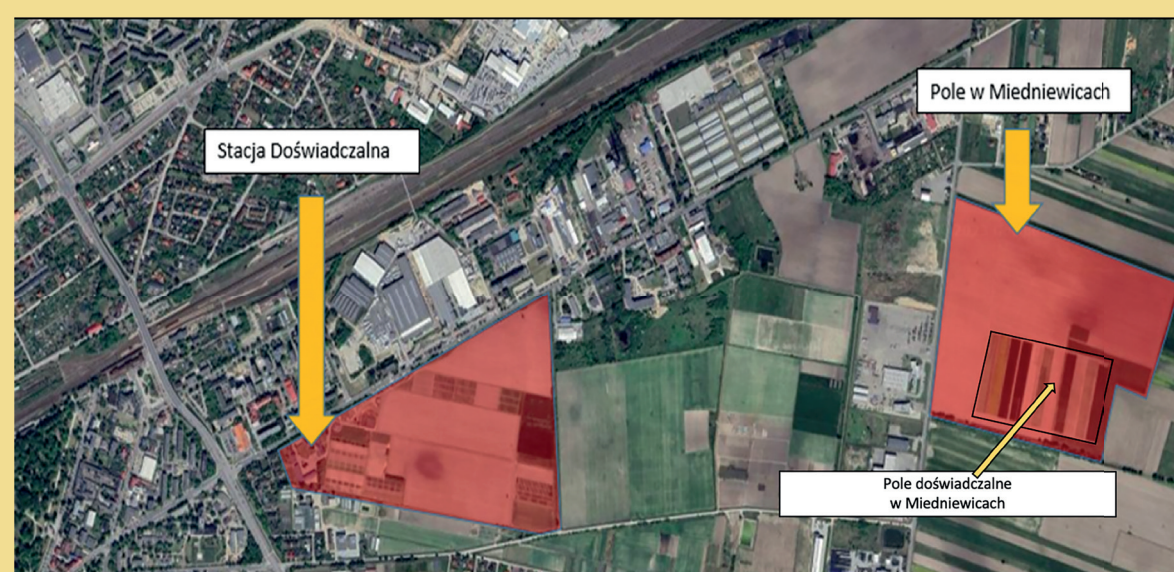 Stacja Doświadczalna
Pole w Miedniewicach
Pole doświadczalne
w Miedniewicach